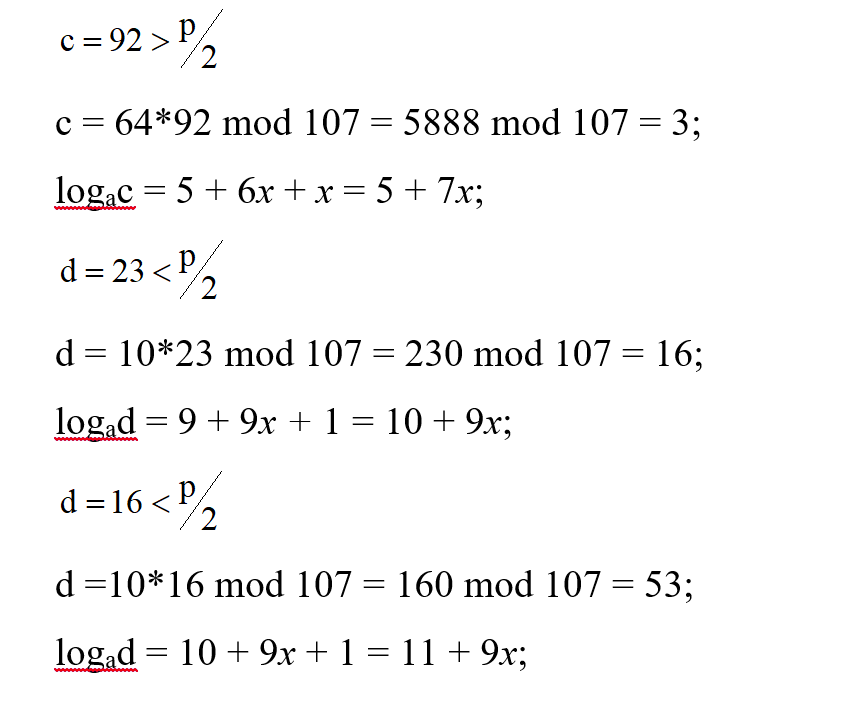 c = 92 > p/2
c = 64*92 mod 107 = 5888 mod 107 = 3;
logac = 5 + 6x + x = 5 + 7x;
d = 23 < p/2
d = 10*23 mod 107 = 230 mod 107 = 16;
logad = 9 + 9x + 1 = 10 + 9x;
d = 16 < p/2
d =10*16 mod 107 = 160 mod 107 = 53;
logad = 10 + 9x + 1 = 11 + 9x;